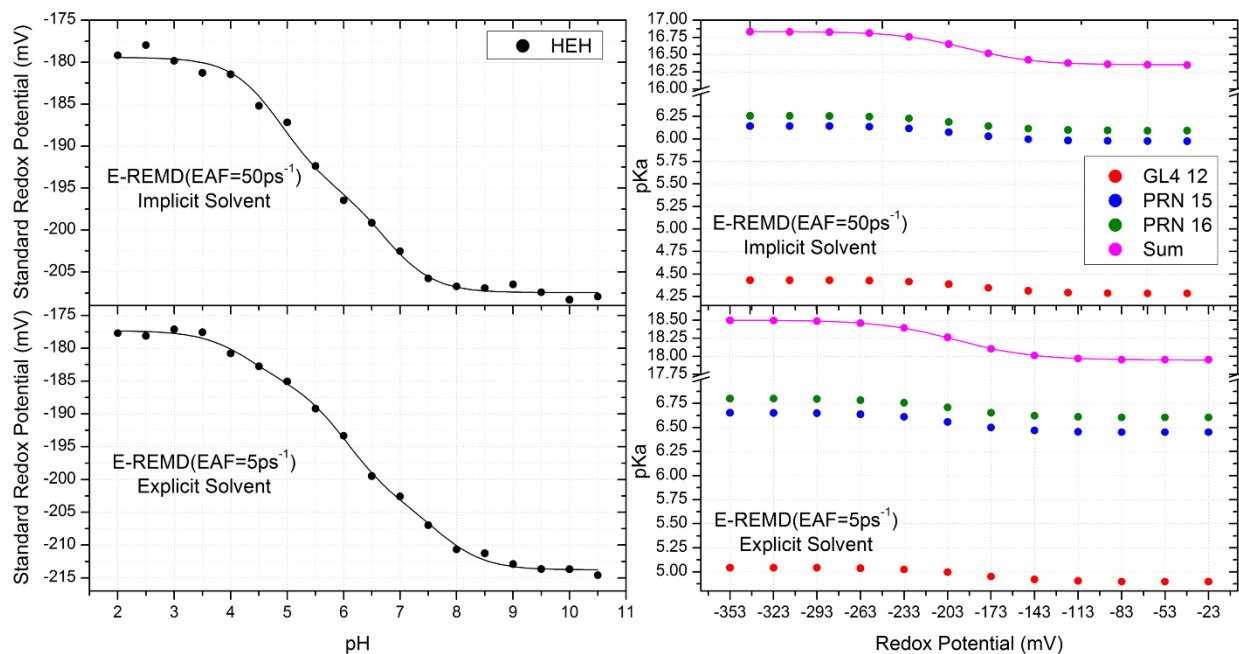 -175
-180
-185
-190
-195
-200
-205
Standard Redox Potential (mV)
HEH
E-REMD(EAF=50ps⁻¹)
Implicit Solvent
-175
-180
-185
-190
-195
-200
-205
-210
-215
Standard Redox Potential (mV)
E-REMD(EAF=5ps⁻¹)
Explicit Solvent
2 3 4 5 6 7 8 9 10 11
pH
17.00
16.75
16.50
16.25
6.25
6.00
5.75
5.50
5.25
5.00
4.75
4.50
4.25
pKa
GL4 12
PRN 15
PRN 16
Sum
E-REMD(EAF=50ps⁻¹)
Implicit Solvent
18.50
18.25
18.00
17.75
6.75
6.50
6.25
6.00
5.75
5.50
5.25
5.00
pKa
E-REMD(EAF=5ps⁻¹)
Explicit Solvent
-353 -323 -293 -263 -233 -203 -173 -143 -113 -83 -53 -23
Redox Potential (mV)